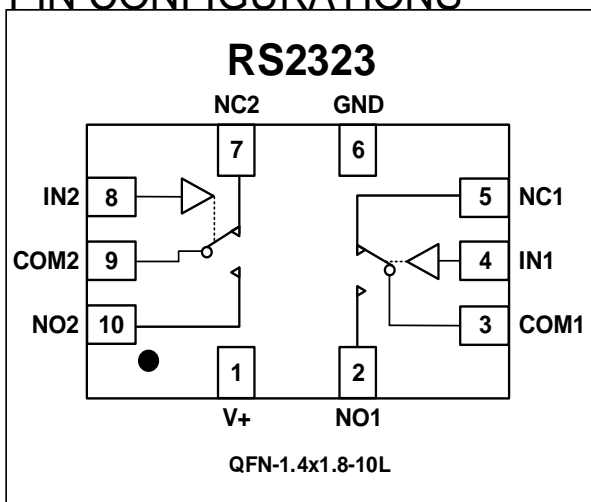 PIN CONFIGURATIONS
RS2323
NC2 GND
7 6
IN2 8 5 NC1
COM2 9 4 IN1
NO2 10 3 COM1
1 2
V+ NO1
QFN-1.4x1.8-10L